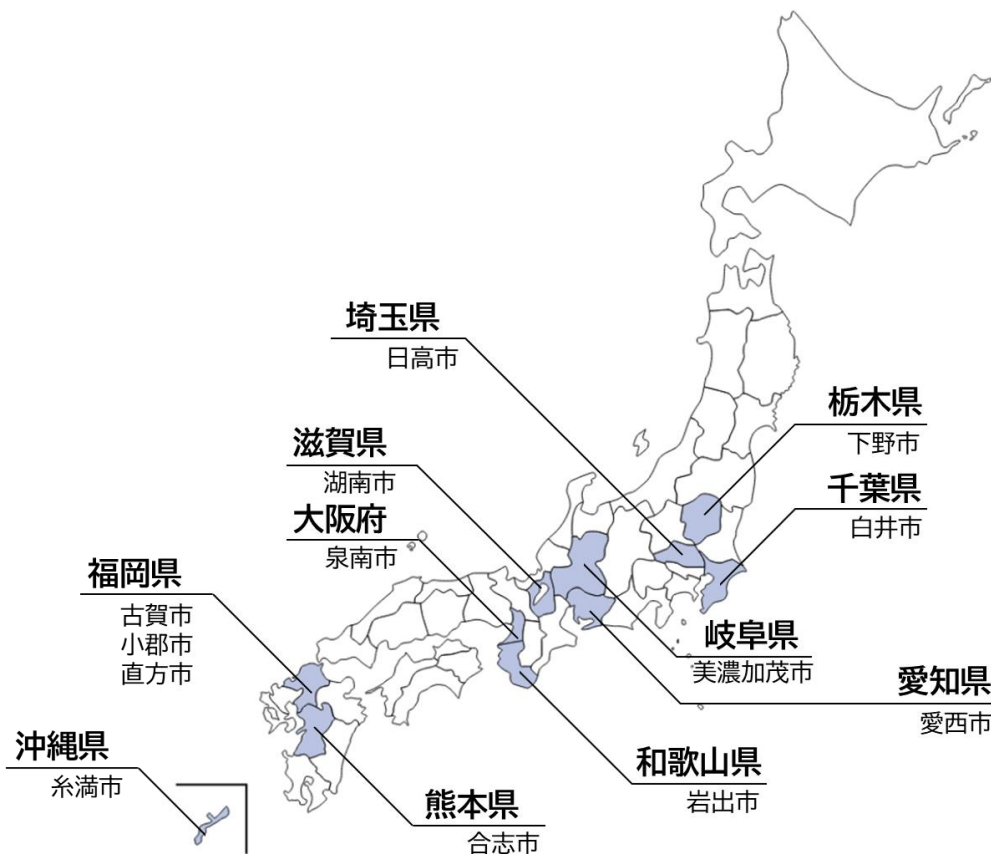 埼玉県
日高市
栃木県
下野市
滋賀県
湖南市
千葉県
白井市
大阪府
泉南市
福岡県
古賀市
小郡市
直方市
岐阜県
美濃加茂市
愛知県
愛西市
沖縄県
糸満市
和歌山県
岩出市
熊本県
合志市